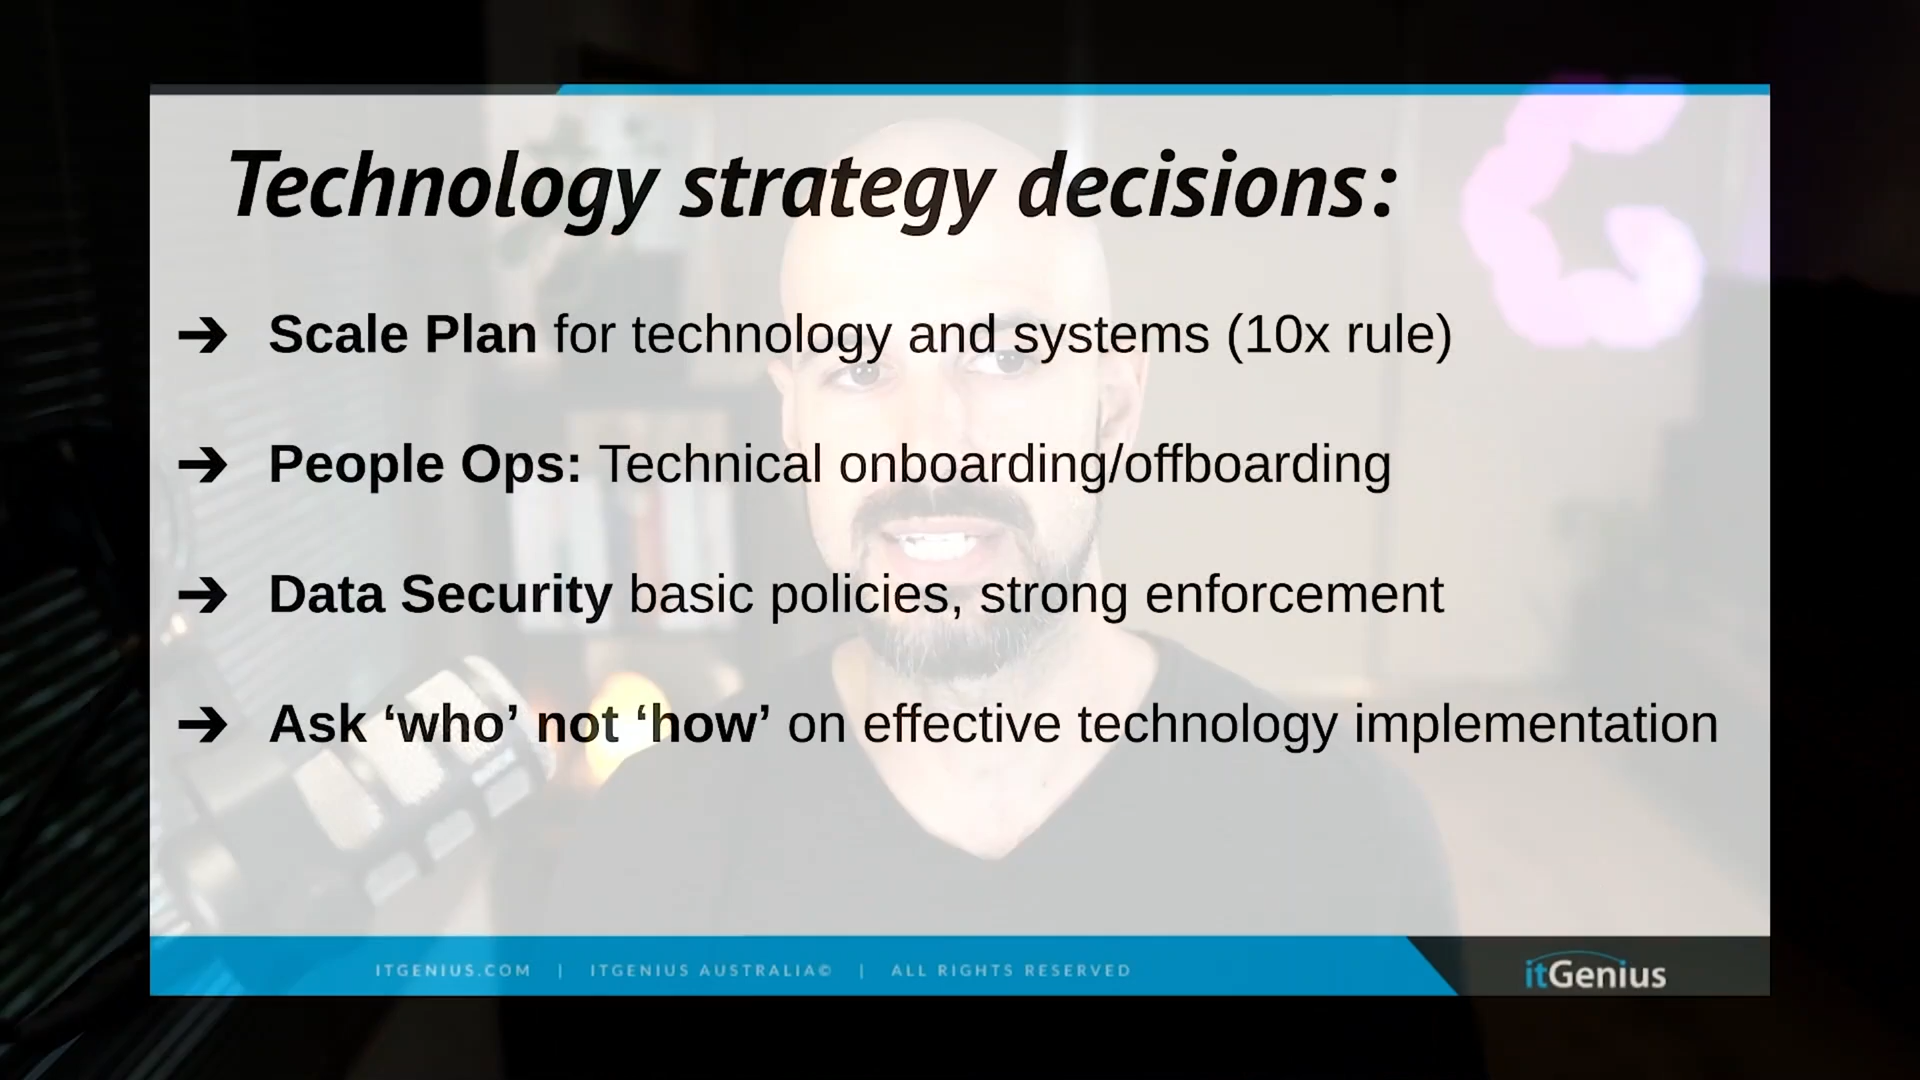 Technology strategy decisions:
➔ Scale Plan for technology and systems (10x rule)
➔ People Ops: Technical onboarding/offboarding
➔ Data Security basic policies, strong enforcement
➔ Ask ‘who’ not ‘how’ on effective technology implementation
ITGENIUS.COM | ITGENIUS AUSTRALIA© | ALL RIGHTS RESERVED
itGenius